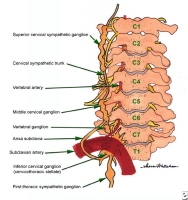 Superior cervical sympathetic ganglion
Cervical sympathetic trunk
Vertebral artery
Middle cervical ganglion
Vertebral ganglion
Ansa subclavia
Subclavian artery
Inferior cervical ganglion
(cervicothoracic stellate)
First thoracic sympathetic ganglion
C1
C2
C3
C4
C5
C6
C7
T1